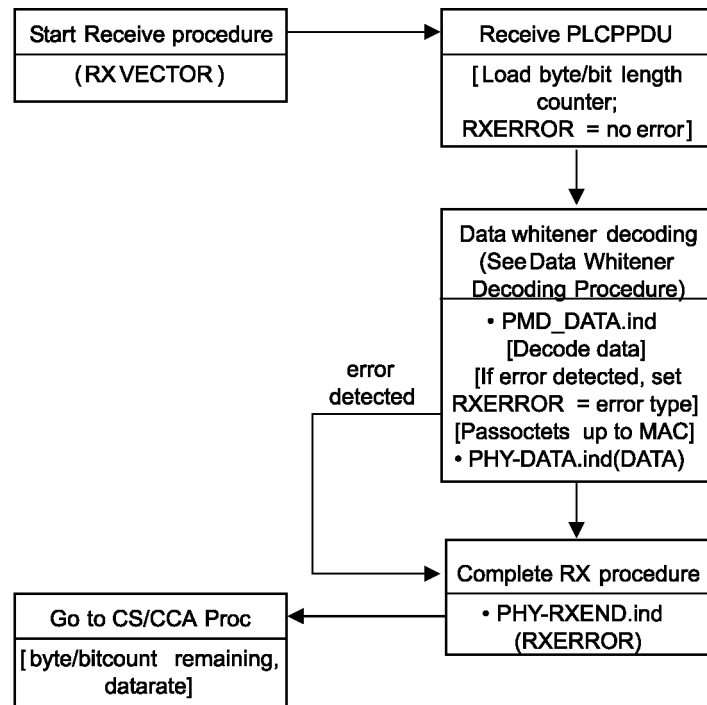 Start Receive procedure
(RXVECTOR)
Receive PLCPPDU
[Load byte/bit length
counter;
RXERROR = no error]
Data whitener decoding
(See Data Whitener
Decoding Procedure)
• PMD_DATA.ind
[Decode data]
[If error detected, set
RXERROR = error type]
[Passoctets up to MAC]
• PHY-DATA.ind(DATA)
error
detected
Complete RX procedure
• PHY-RXEND.ind
(RXERROR)
Go to CS/CCA Proc
[byte/bitcount remaining,
datarate]